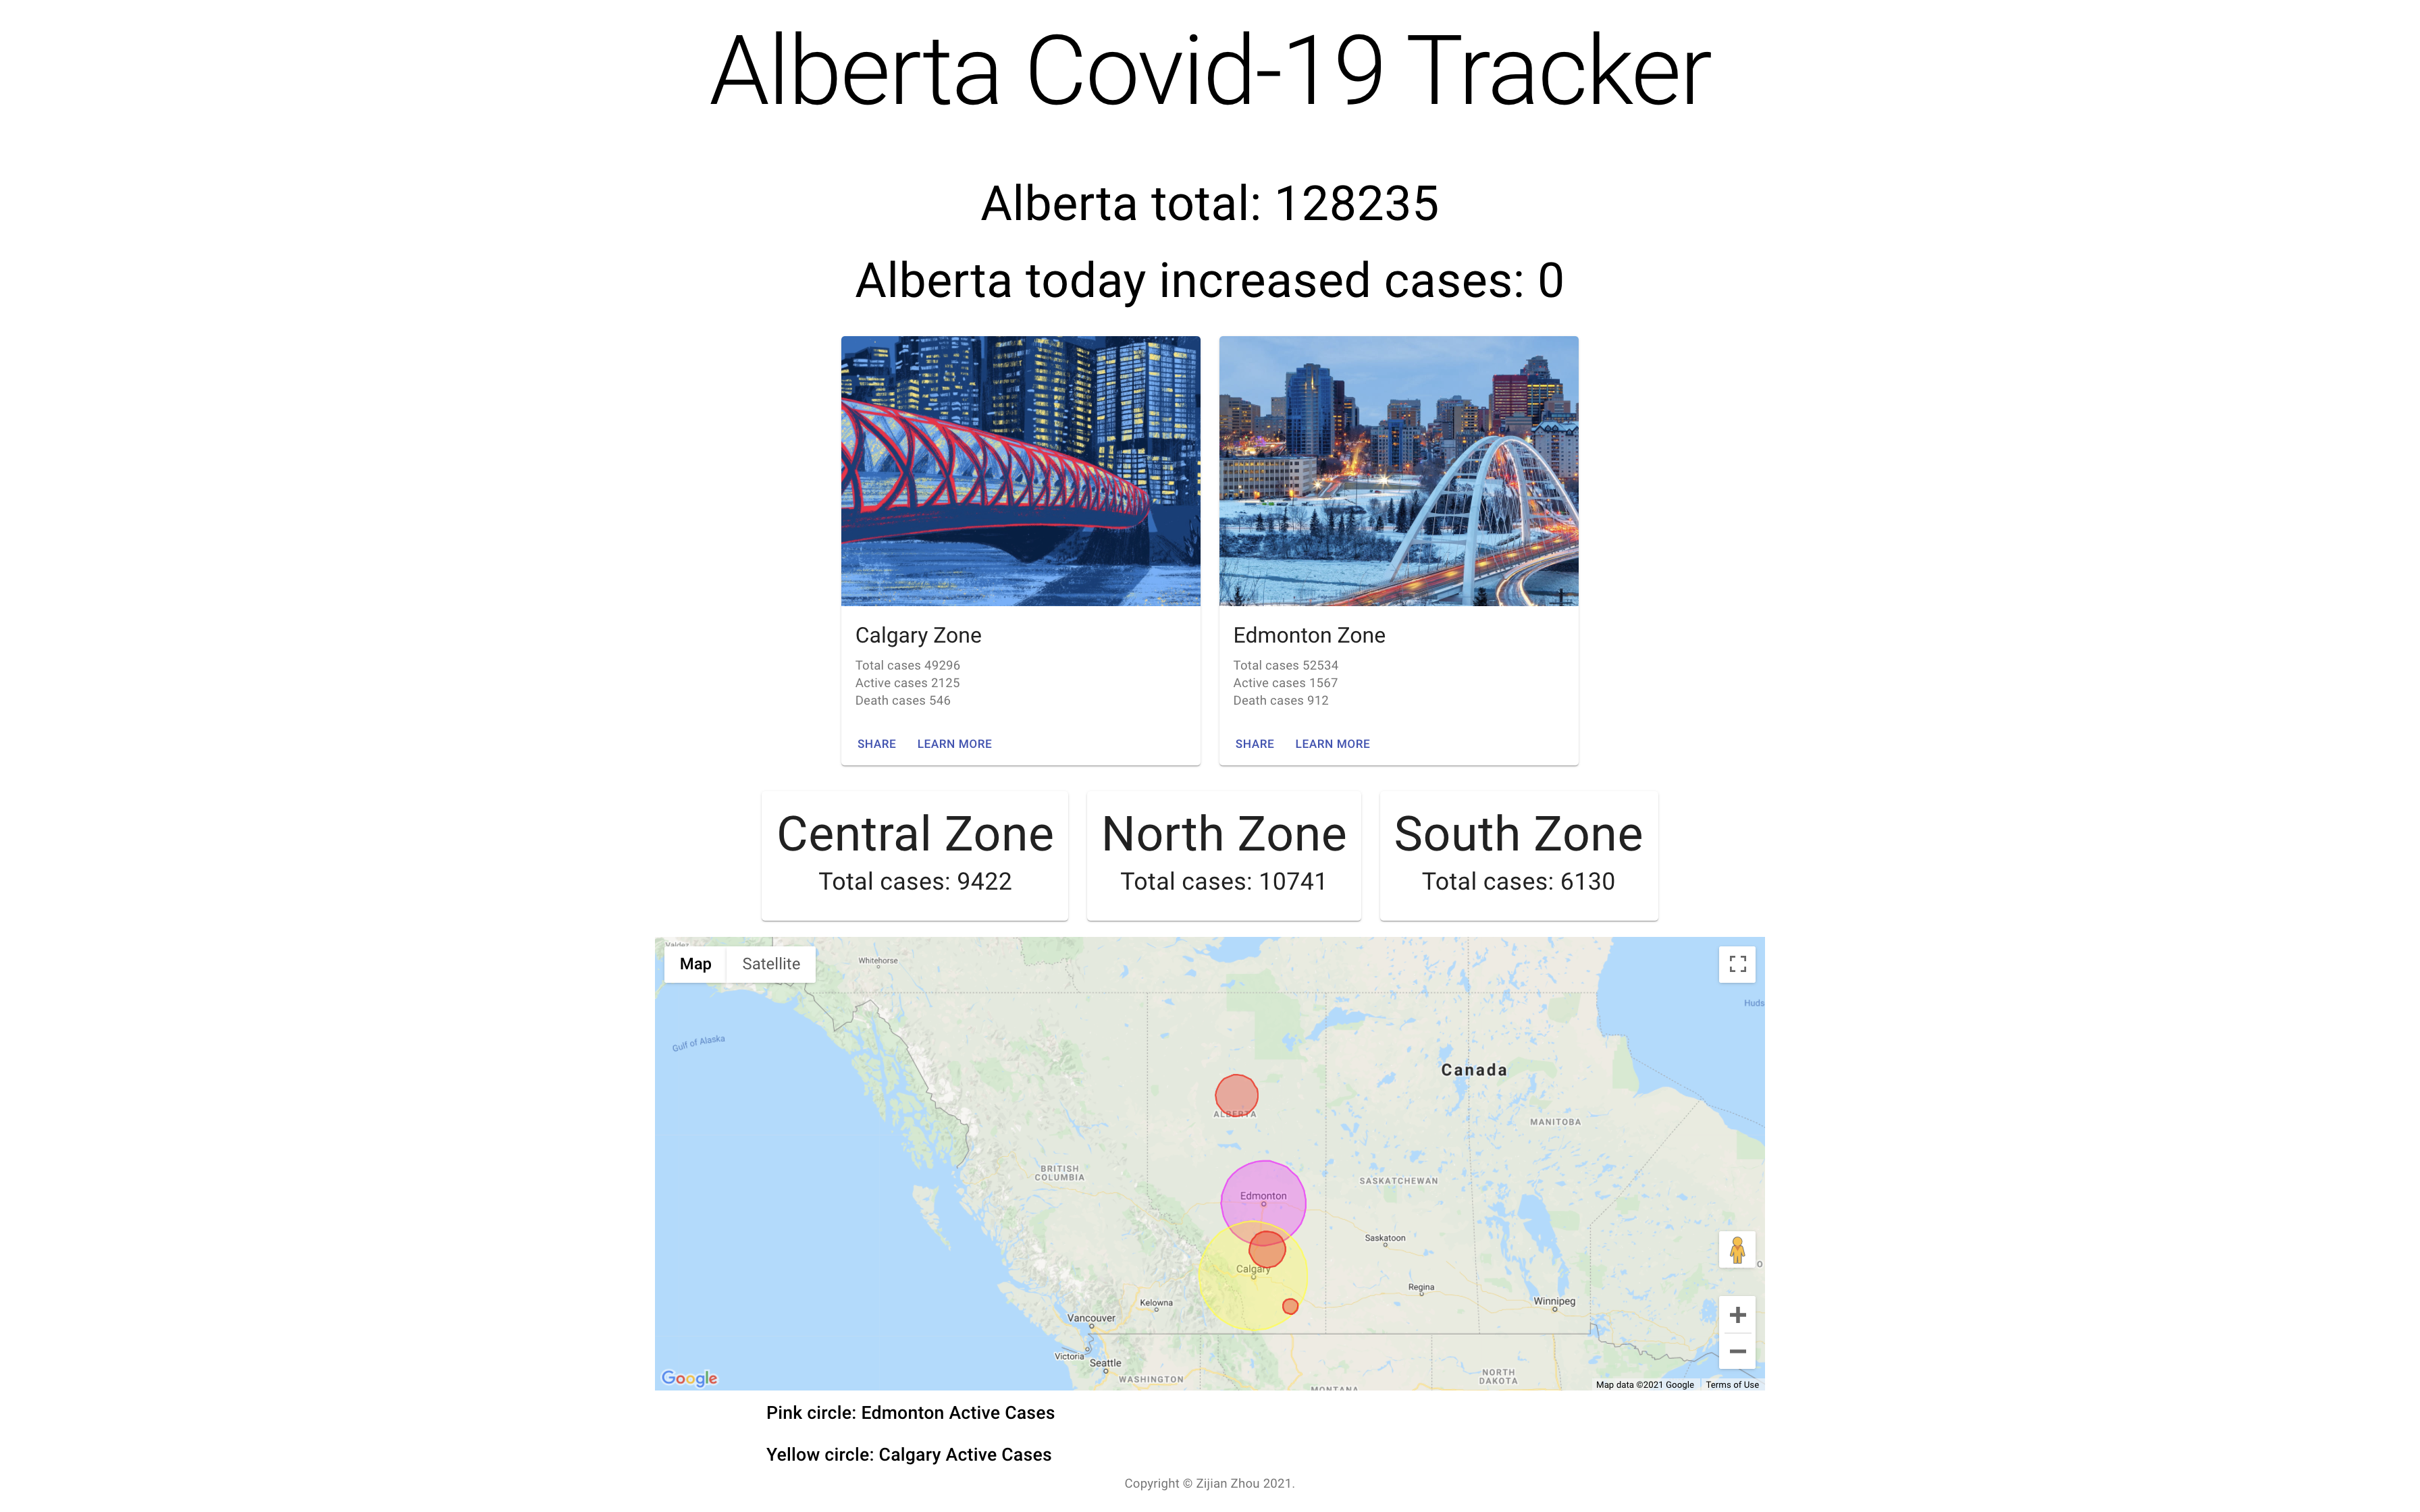 Alberta Covid-19 Tracker
Alberta total: 128235
Alberta today increased cases: 0
Calgary Zone
Total cases 49296
Active cases 2125
Death cases 546
SHARE LEARN MORE
Edmonton Zone
Total cases 52534
Active cases 1567
Death cases 912
SHARE LEARN MORE
Central Zone
Total cases: 9422
North Zone
Total cases: 10741
South Zone
Total cases: 6130
Valdez
Map Satellite
Whitehorse
Huds
Gulf of Alaska
Canada
ALBERTA
MANITOBA
BRITISH
COLUMBIA
SASKATCHEWAN
Edmonton
Saskatoon
Calgary
Regina
Kelowna
Winnipeg
Vancouver
Victoria
Seattle
WASHINGTON
NORTH
DAKOTA
MONTANA
Google
Map data ©2021 Google Terms of Use
Pink circle: Edmonton Active Cases
Yellow circle: Calgary Active Cases
Copyright © Zijian Zhou 2021.